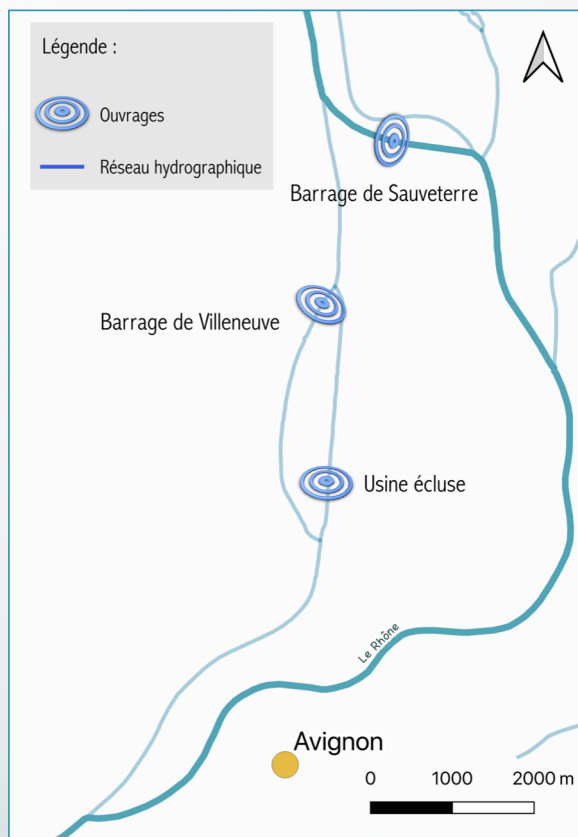 Légende :
Ouvrages
Réseau hydrographique
Barrage de Sauveterre
Barrage de Villeneuve
Usine écluse
Le Rhône
Avignon
0 1000 2000 m